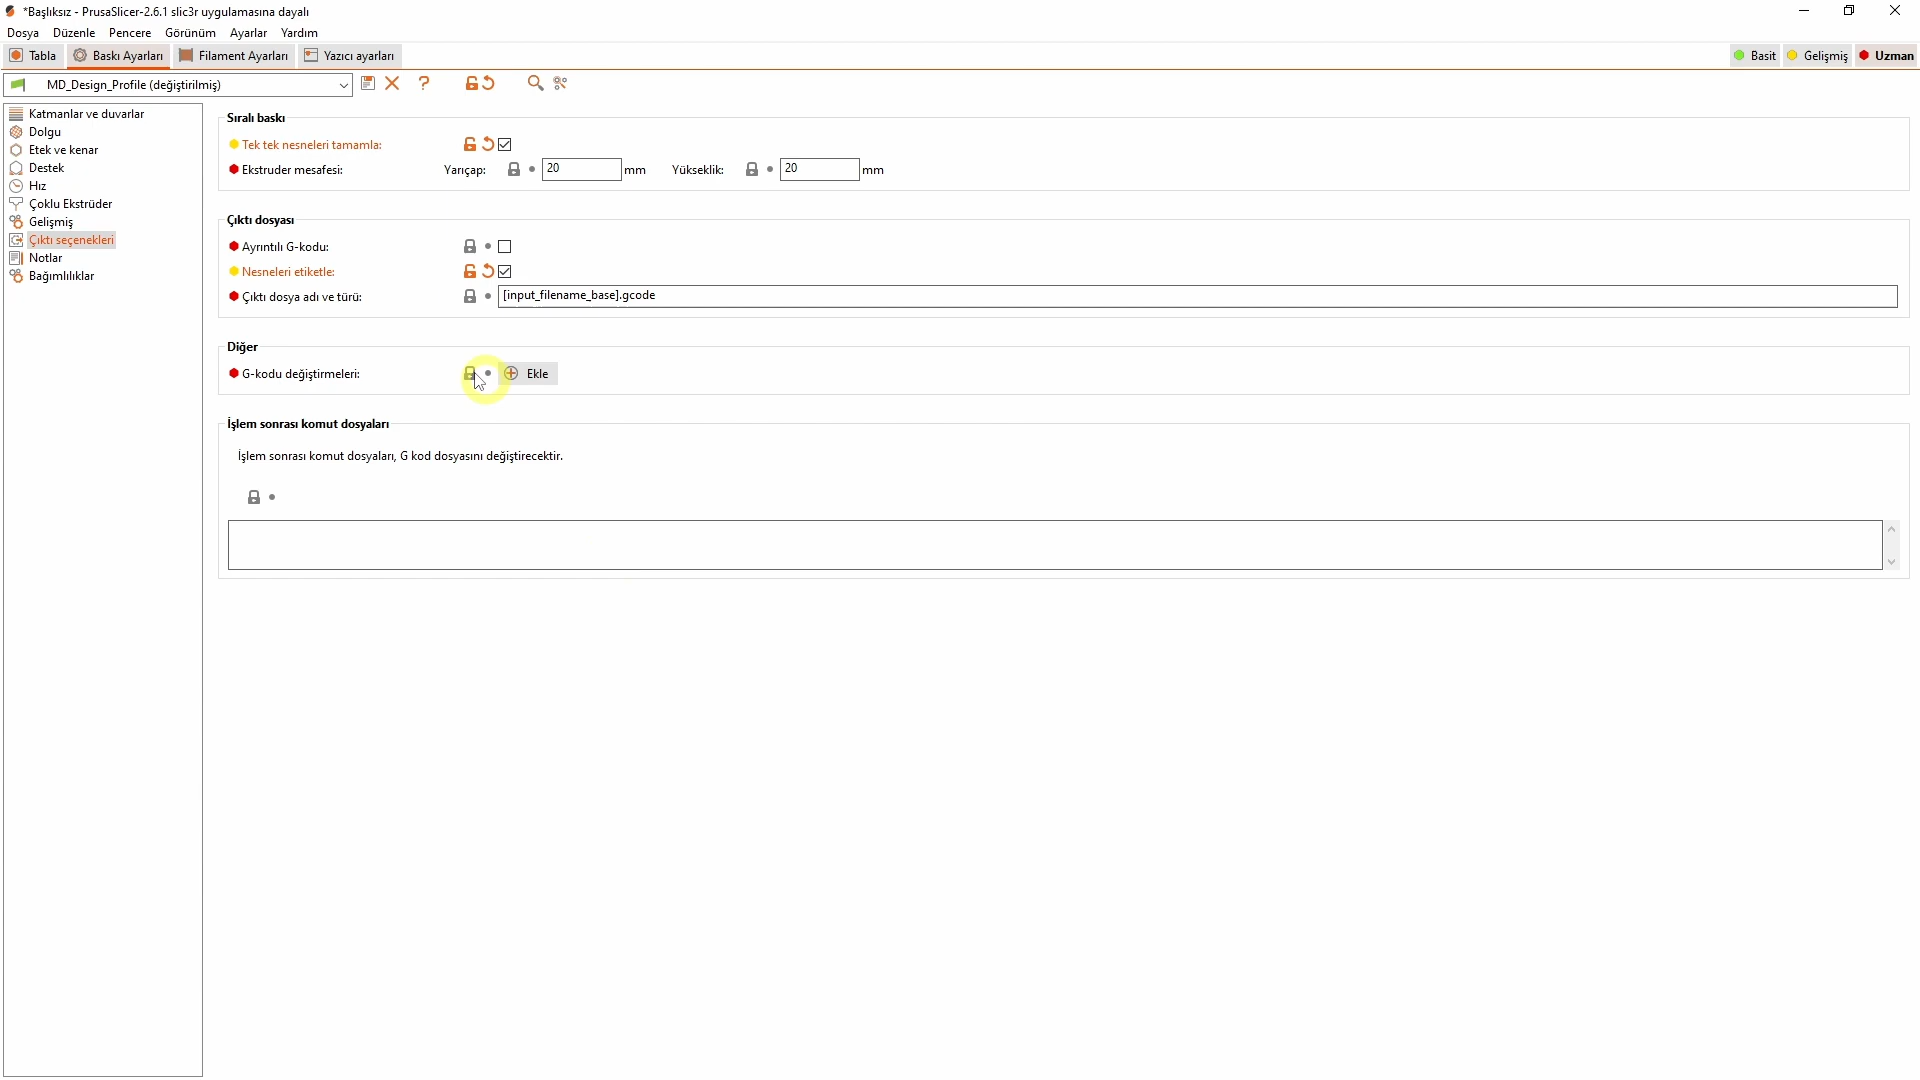 *Başlıksız - PrusaSlicer-2.6.1 slic3r uygulamasına dayalı
Dosya Düzenle Pencere Görünüm Ayarlar Yardım
Tabla Baskı Ayarları Filament Ayarları Yazıcı ayarları Basit Gelişmiş Uzman
MD_Design_Profile (değiştirilmiş)
Katmanlar ve duvarlar
Dolgu
Etek ve kenar
Destek
Hız
Çoklu Ekstrüder
Gelişmiş
Çıktı seçenekleri
Notlar
Bağımlılıklar
Sıralı baskı
Tek tek nesneleri tamamla:
Ekstruder mesafesi: Yarıçap: 20 mm Yükseklik: 20 mm
Çıktı dosyası
Ayrıntılı G-kodu:
Nesneleri etiketle:
Çıktı dosya adı ve türü: [input_filename_base].gcode
Diğer
G-kodu değiştirmeleri: Ekle
İşlem sonrası komut dosyaları
İşlem sonrası komut dosyaları, G kod dosyasını değiştirecektir.